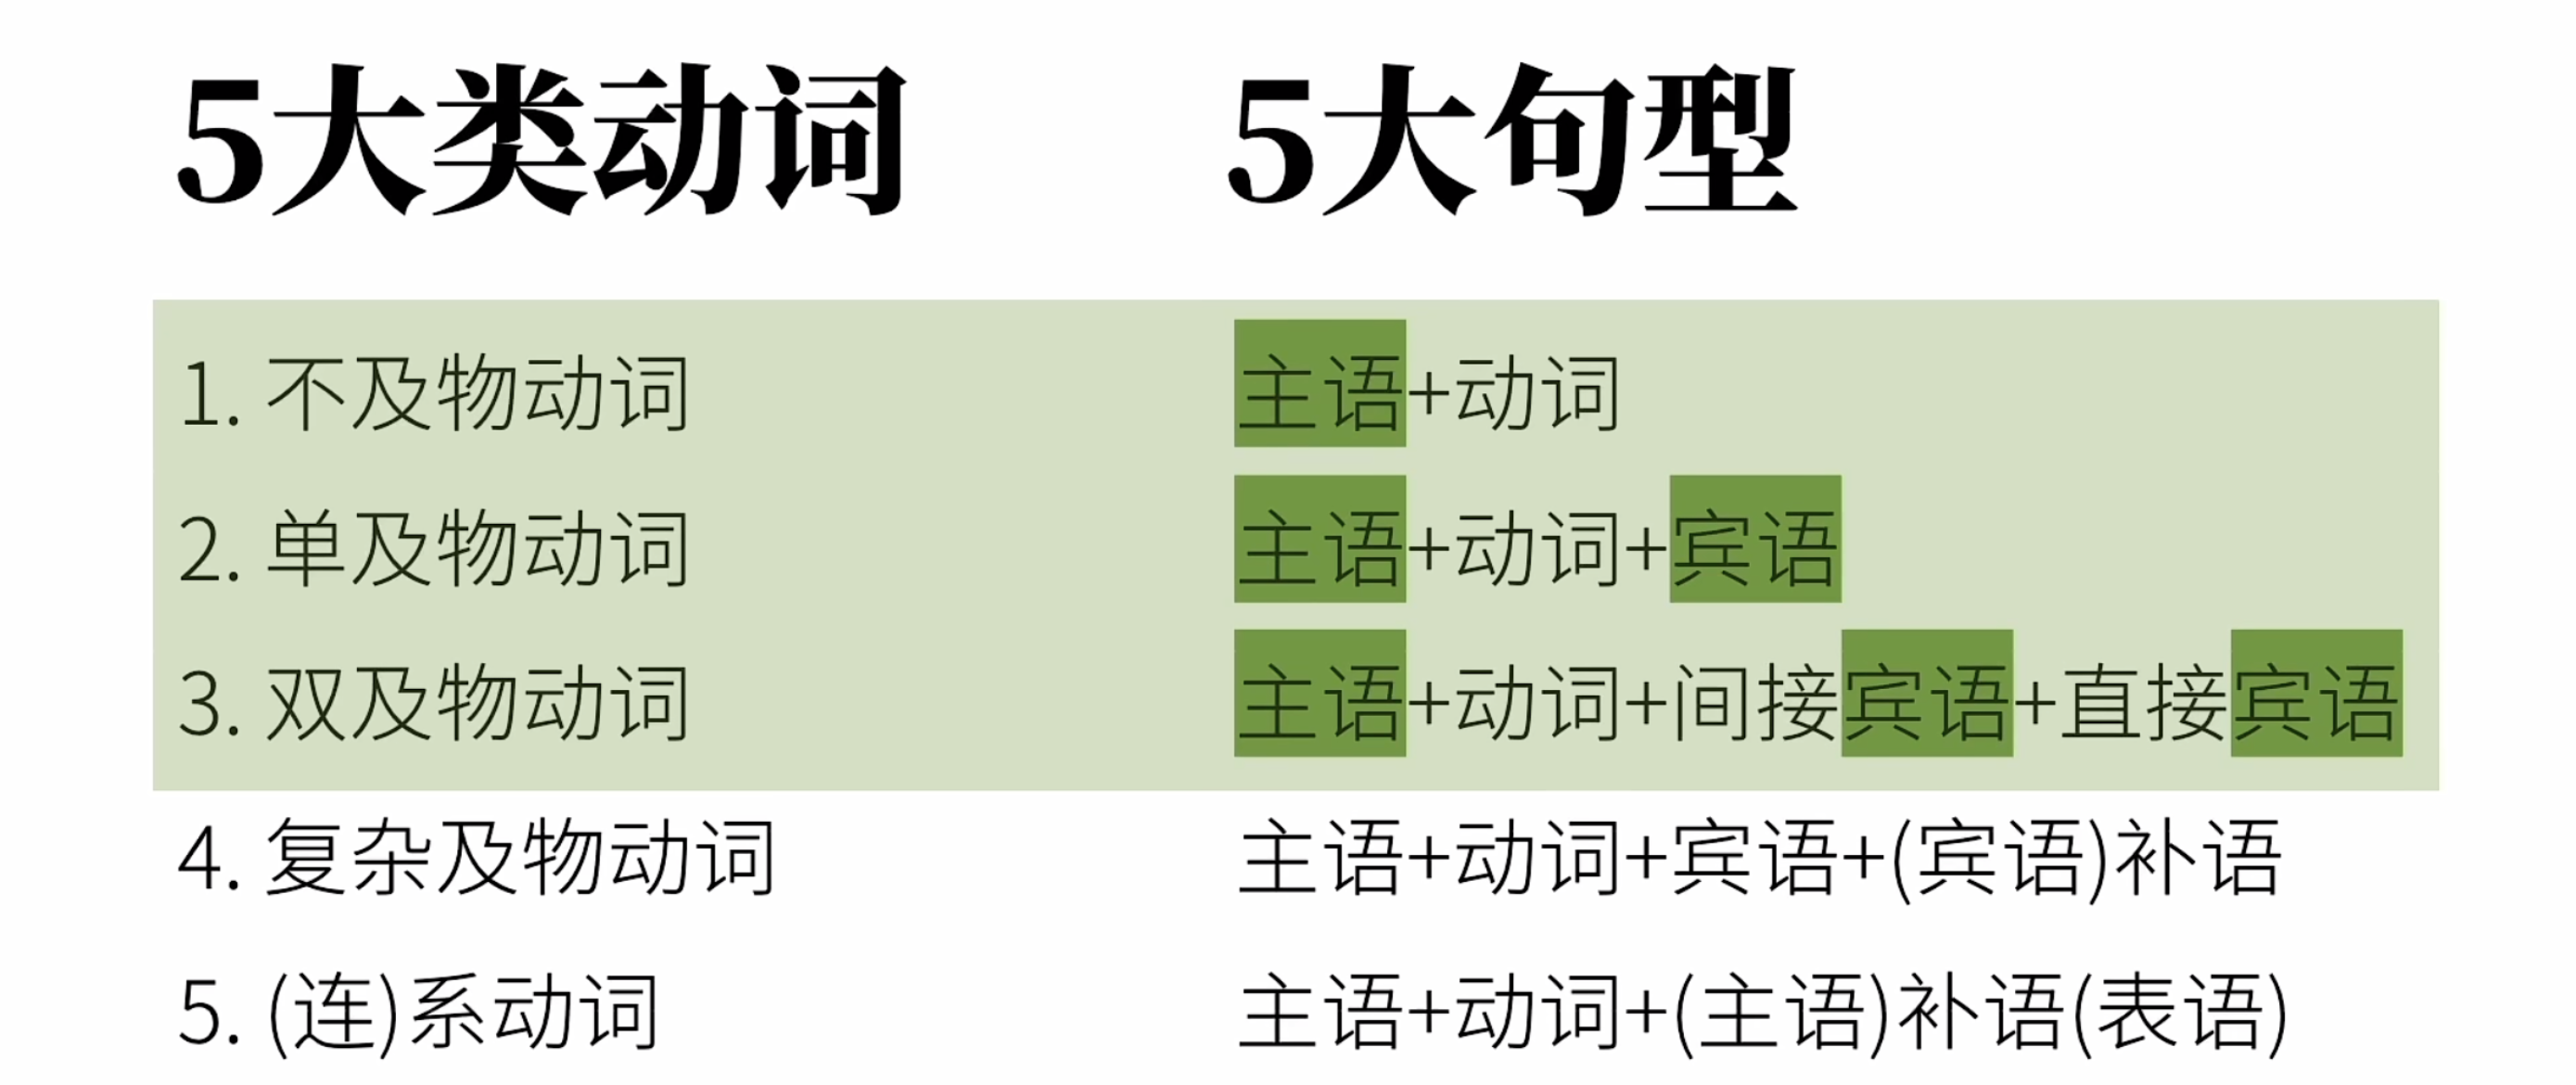 5大类动词 5大句型
1. 不及物动词 主语+动词
2. 单及物动词 主语+动词+宾语
3. 双及物动词 主语+动词+间接宾语+直接宾语
4. 复杂及物动词 主语+动词+宾语+(宾语)补语
5. (连)系动词 主语+动词+(主语)补语(表语)